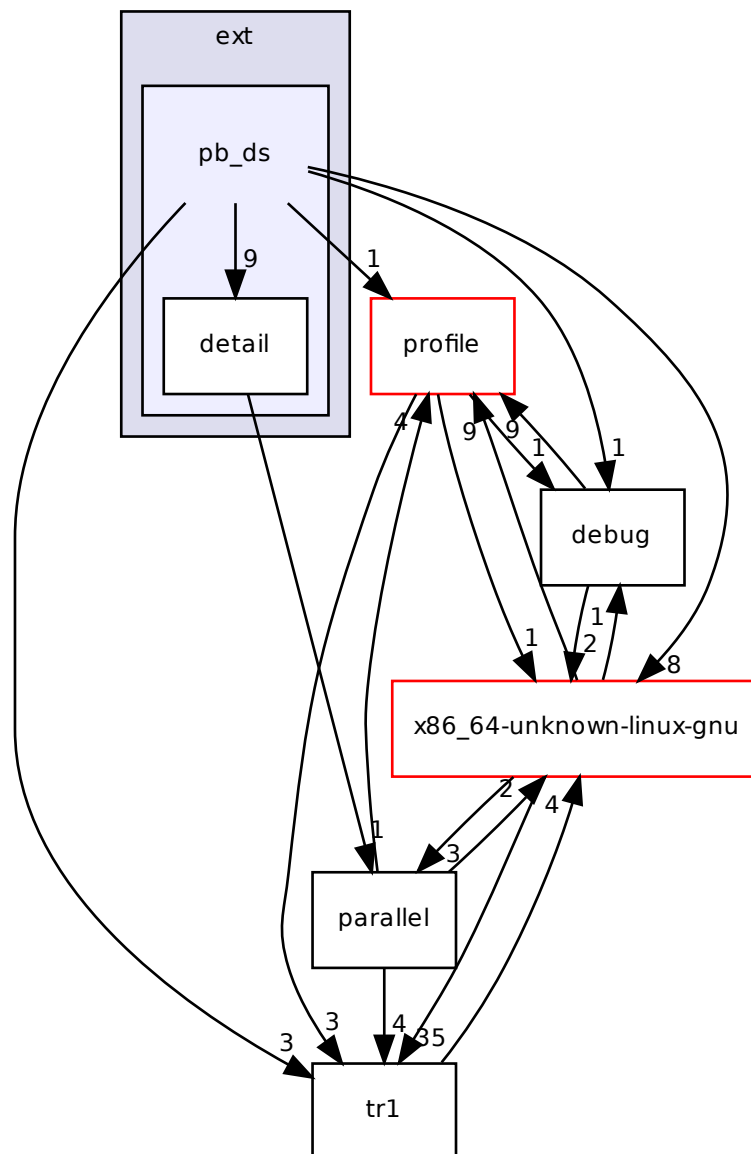 ext
pb_ds
9
1
detail
profile
4
9
9
1
1
debug
1
1
2
8
x86_64-unknown-linux-gnu
2
4
1
3
parallel
3
3
4
35
tr1